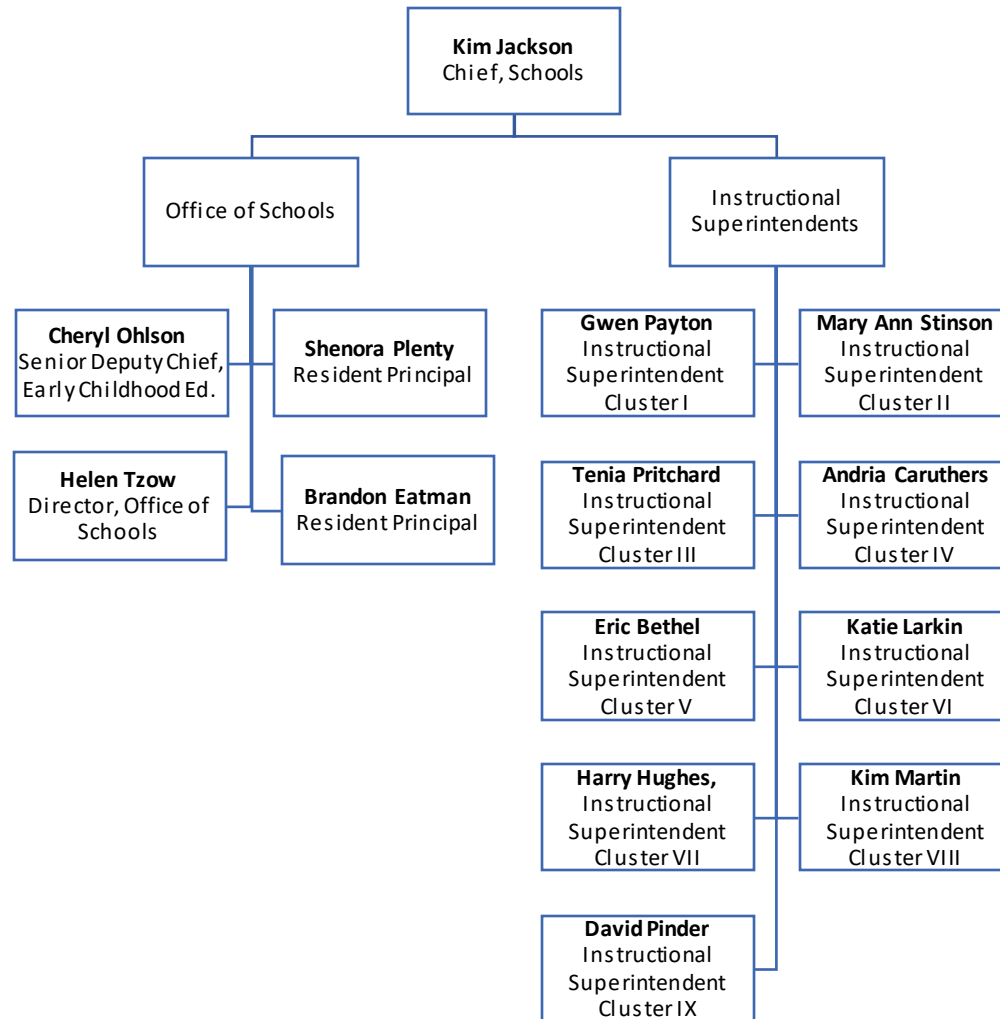 Kim Jackson
Chief, Schools
Office of Schools
Instructional
Superintendents
Cheryl Ohlson
Senior Deputy Chief,
Early Childhood Ed.
Shenora Plenty
Resident Principal
Helen Tzow
Director, Office of
Schools
Brandon Eatman
Resident Principal
Gwen Payton
Instructional
Superintendent
Cluster I
Mary Ann Stinson
Instructional
Superintendent
Cluster II
Tenia Pritchard
Instructional
Superintendent
Cluster III
Andria Caruthers
Instructional
Superintendent
Cluster IV
Eric Bethel
Instructional
Superintendent
Cluster V
Katie Larkin
Instructional
Superintendent
Cluster VI
Harry Hughes,
Instructional
Superintendent
Cluster VII
Kim Martin
Instructional
Superintendent
Cluster VIII
David Pinder
Instructional
Superintendent
Cluster IX